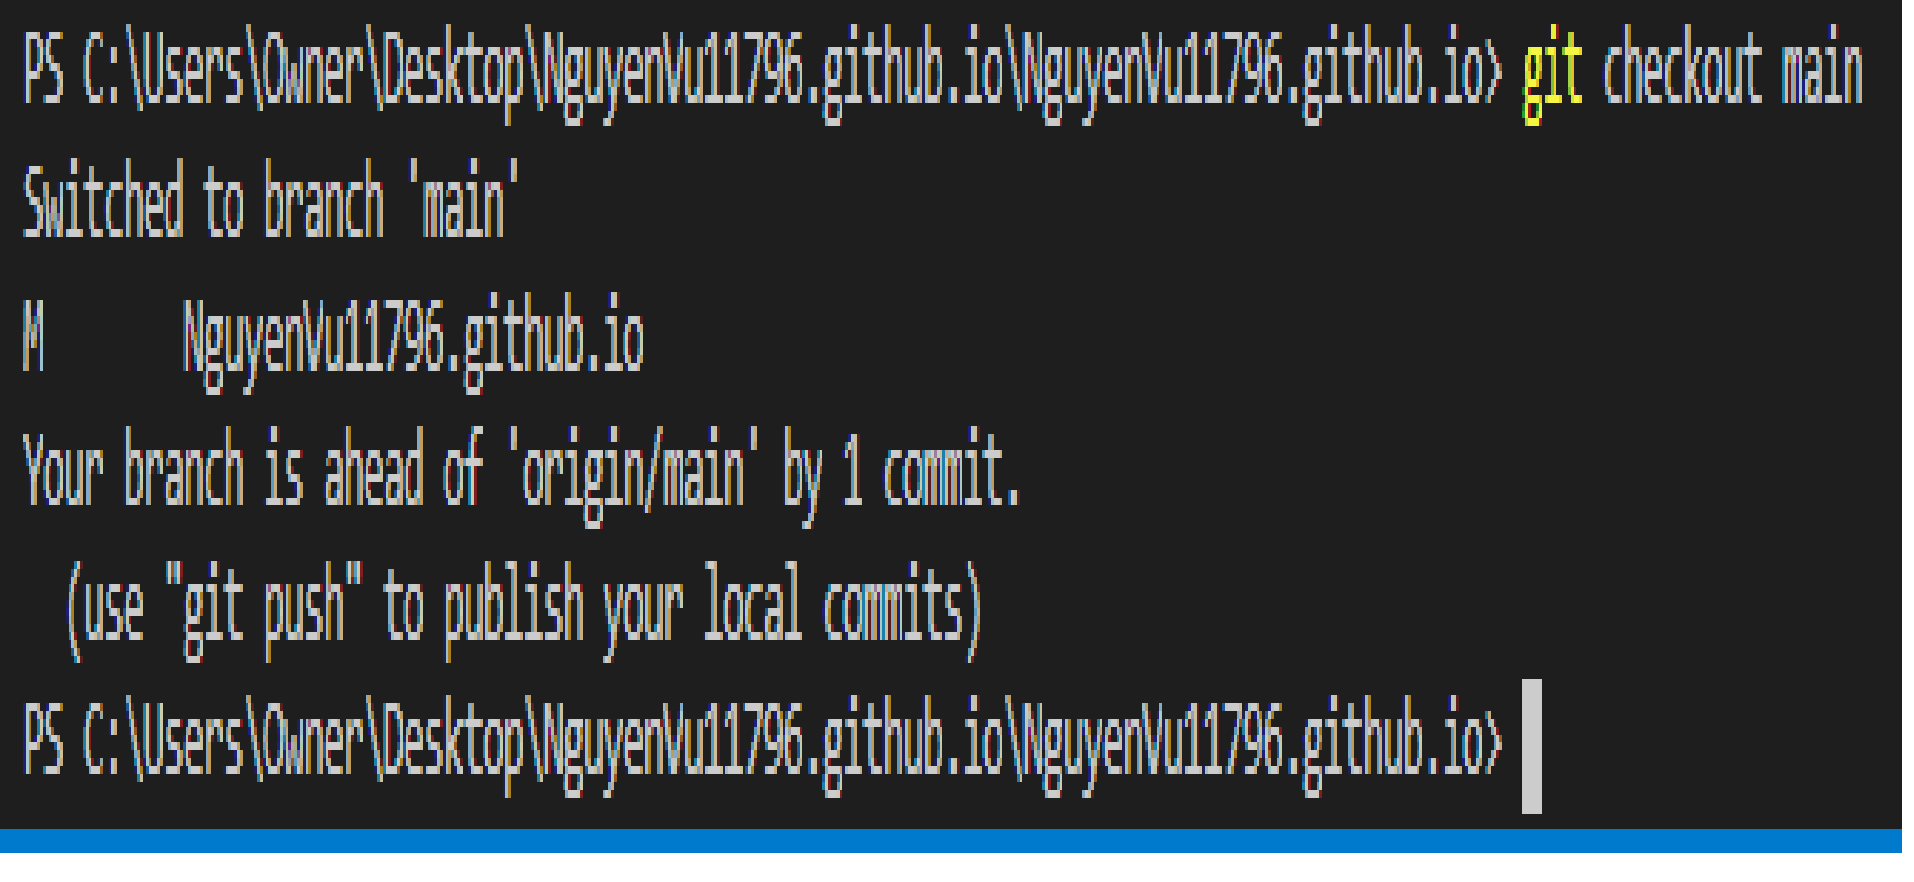 PS C:\Users\Owner\Desktop\NguyenVu11796.github.io\NguyenVu11796.github.io> git checkout main
Switched to branch 'main'
M       NguyenVu11796.github.io
Your branch is ahead of 'origin/main' by 1 commit.
  (use "git push" to publish your local commits)
PS C:\Users\Owner\Desktop\NguyenVu11796.github.io\NguyenVu11796.github.io>